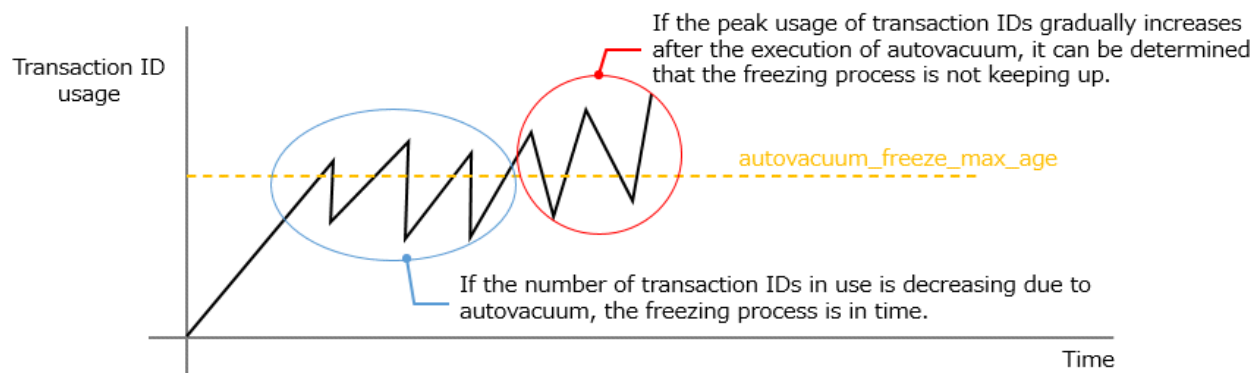 If the peak usage of transaction IDs gradually increases
after the execution of autovacuum, it can be determined
that the freezing process is not keeping up.
Transaction ID
usage
autovacuum_freeze_max_age
If the number of transaction IDs in use is decreasing due to
autovacuum, the freezing process is in time.
Time